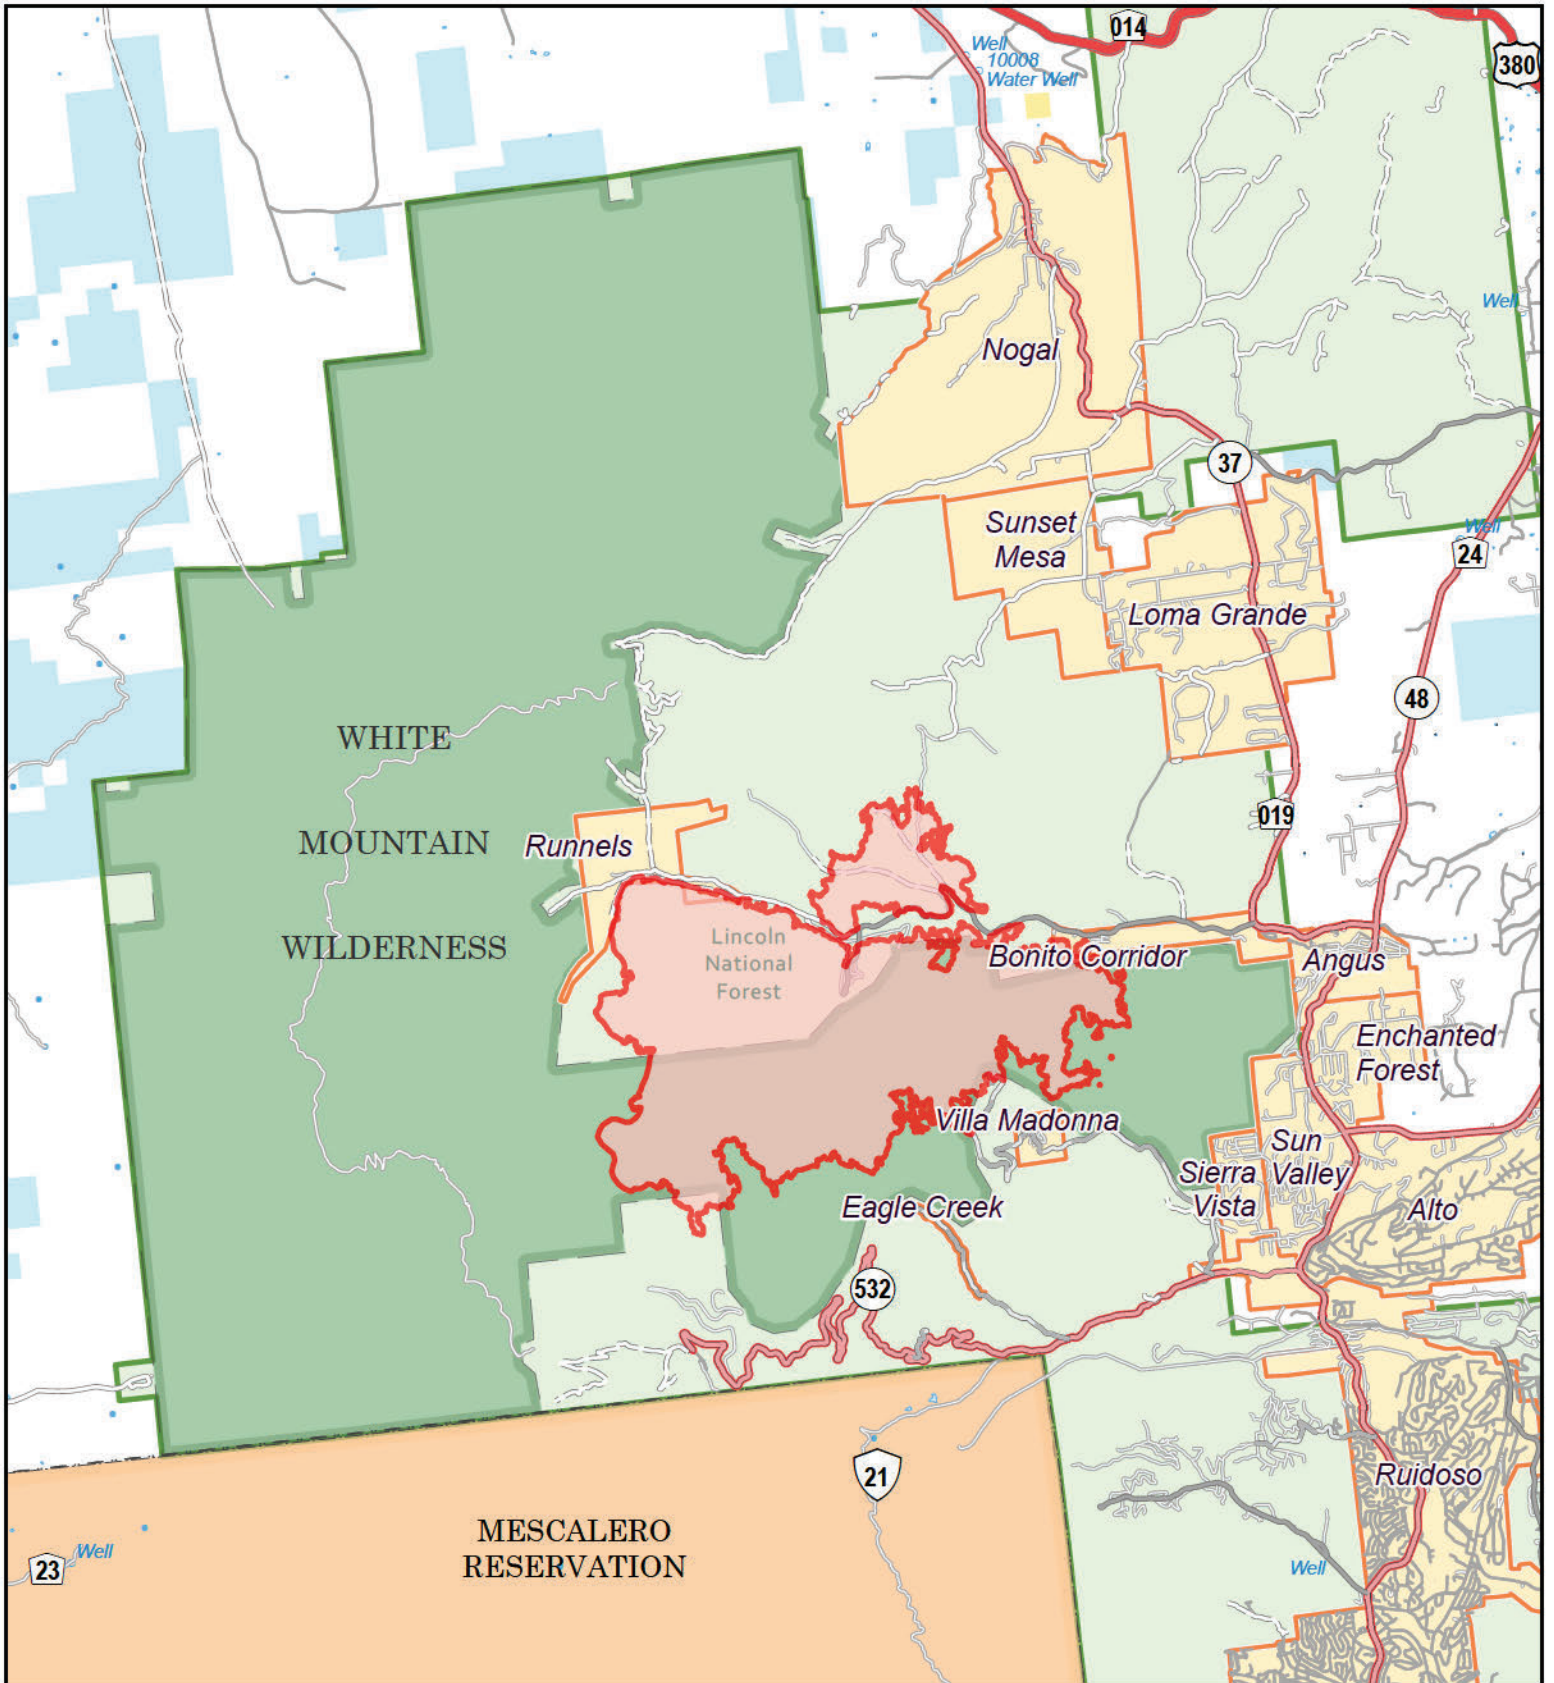 014
Well
10008
Water Well
380
Well
Nogal
37
Sunset
Mesa
Well
24
Loma Grande
48
WHITE
MOUNTAIN
WILDERNESS
019
Runnels
Lincoln
National
Forest
Bonito Corridor
Angus
Enchanted
Forest
Villa Madonna
Sun
Valley
Sierra
Vista
Eagle Creek
Alto
532
21
Ruidoso
MESCALERO
RESERVATION
23
Well
Well